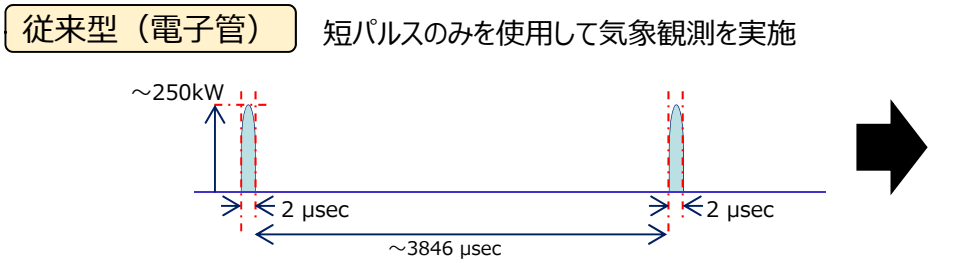 従来型（電子管）
短パルスのみを使用して気象観測を実施
～250kW
2 μsec
2 μsec
～3846 μsec